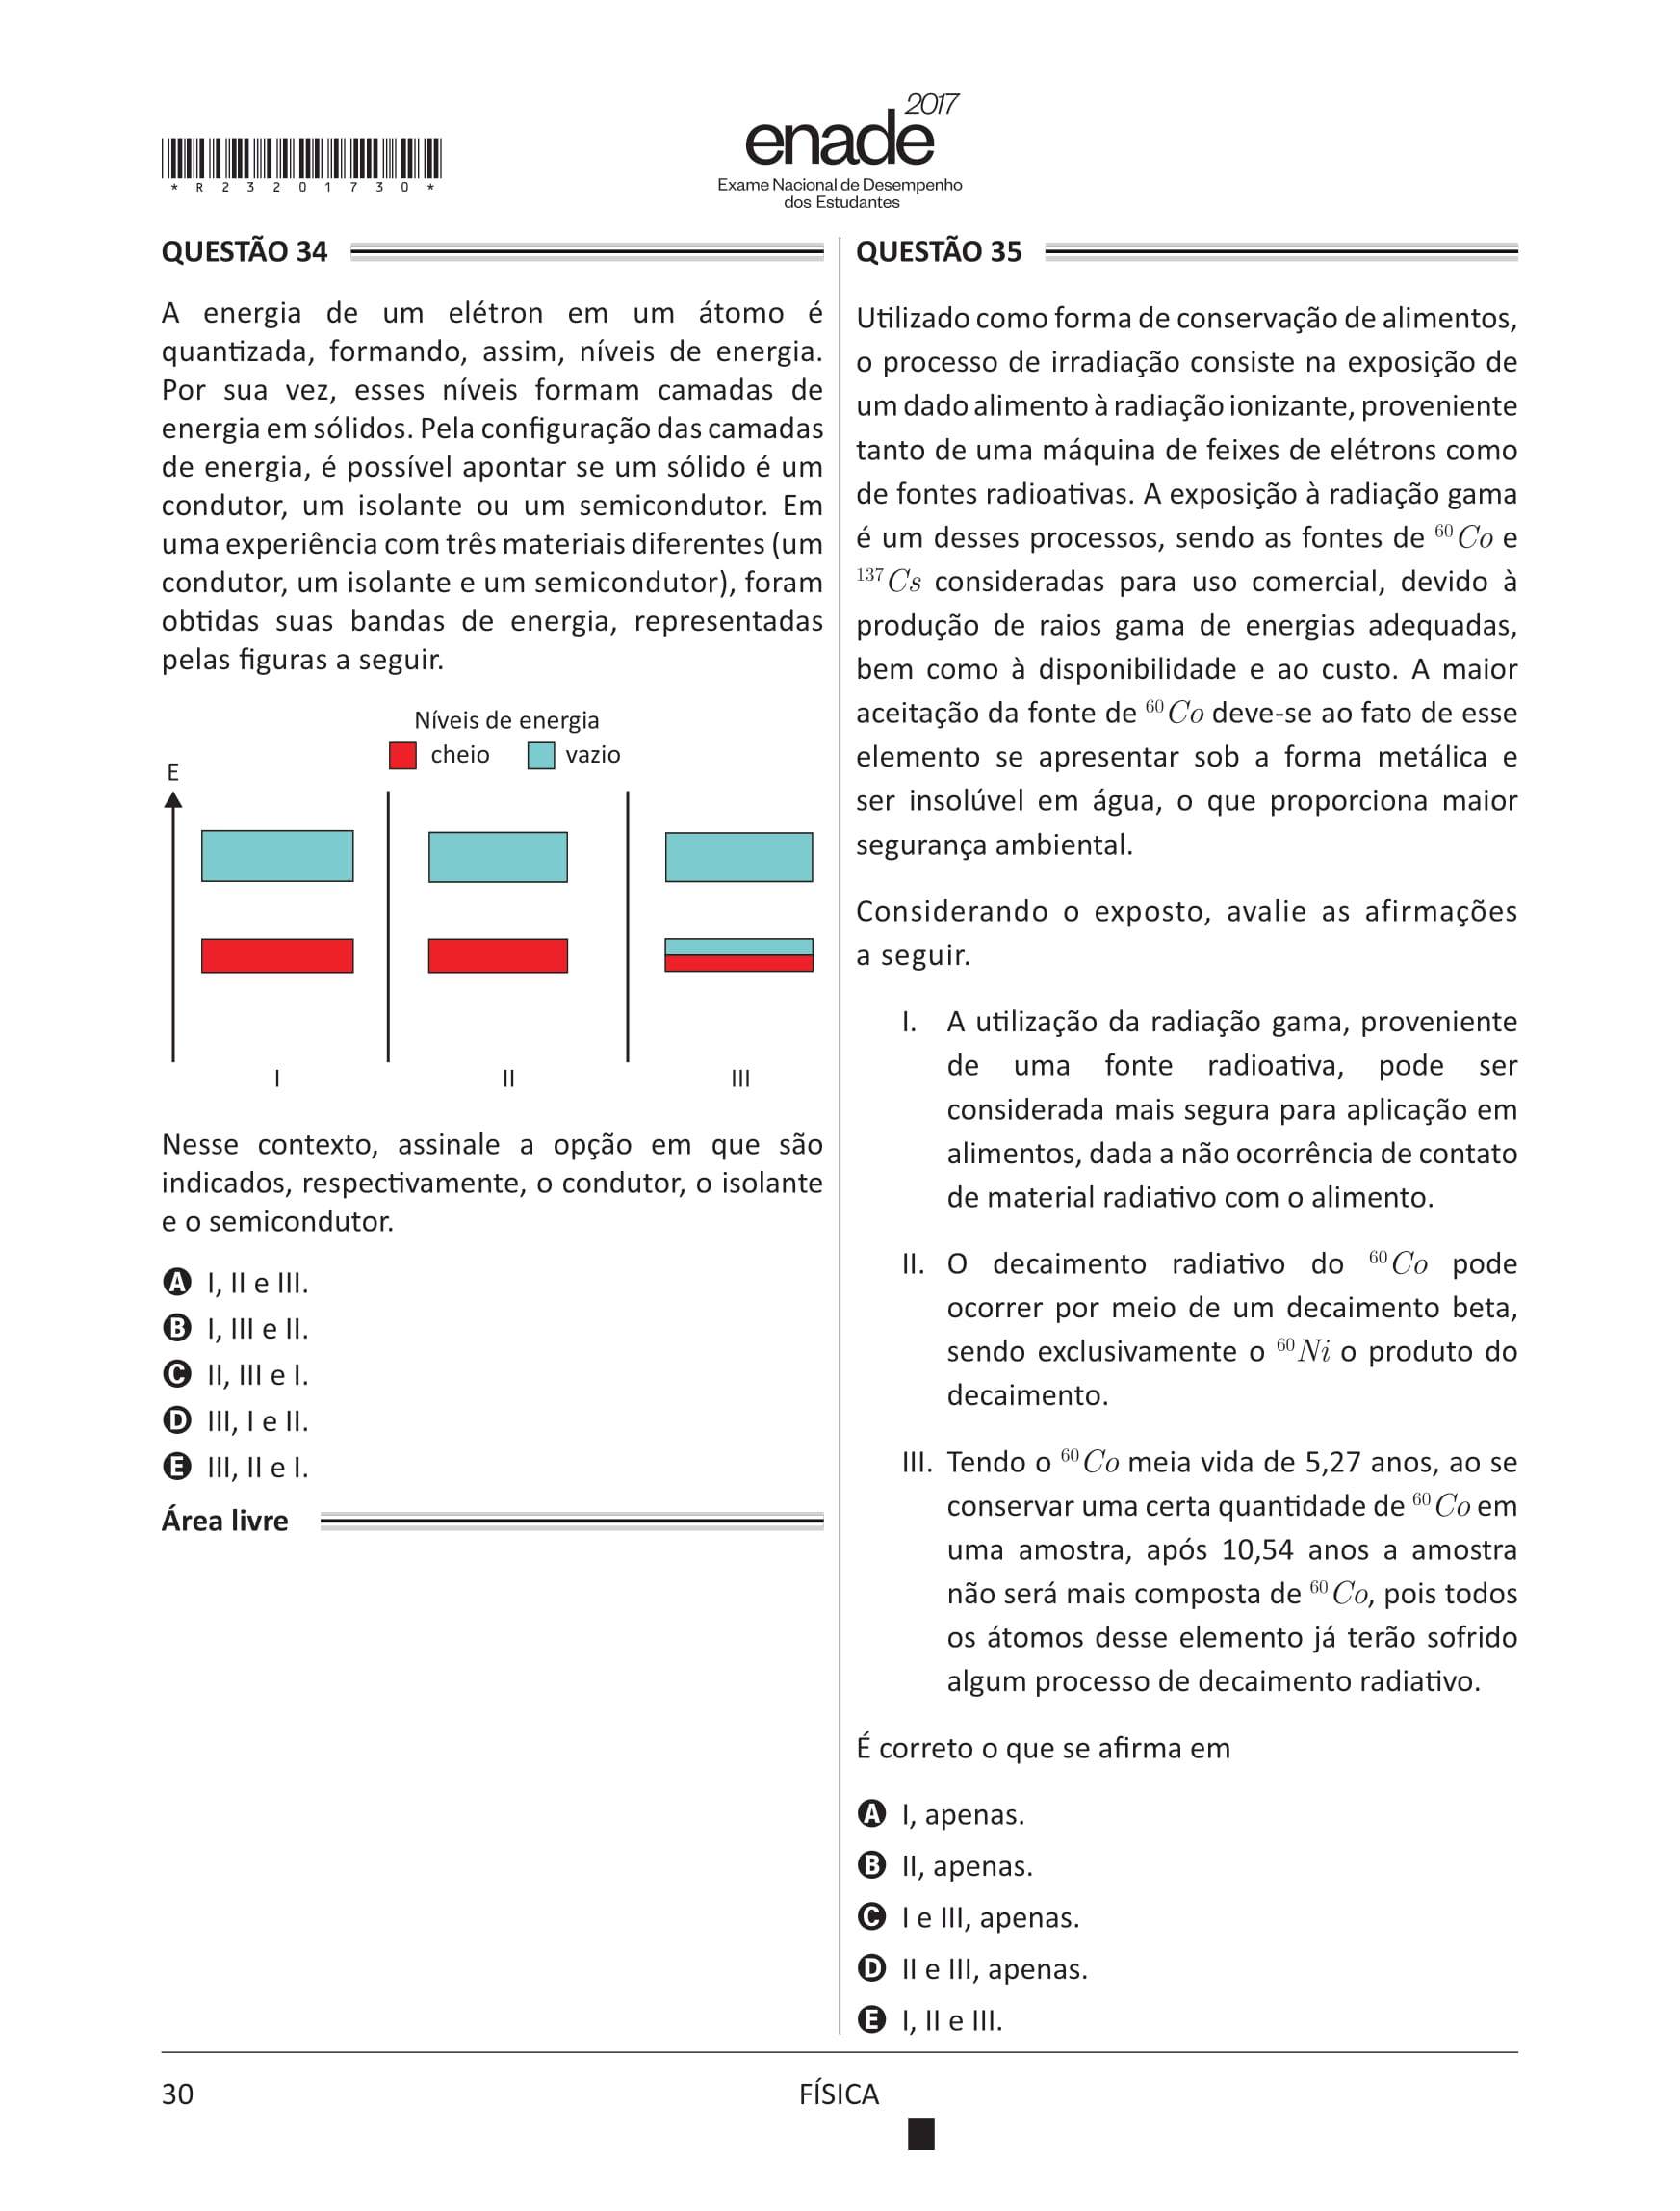 *R23201730*
enade 2017
Exame Nacional de Desempenho
dos Estudantes
QUESTÃO 34
A energia de um elétron em um átomo é
quantizada, formando, assim, níveis de energia.
Por sua vez, esses níveis formam camadas de
energia em sólidos. Pela configuração das camadas
de energia, é possível apontar se um sólido é um
condutor, um isolante ou um semicondutor. Em
uma experiência com três materiais diferentes (um
condutor, um isolante e um semicondutor), foram
obtidas suas bandas de energia, representadas
pelas figuras a seguir.
Níveis de energia
cheio vazio
E
I II III
Nesse contexto, assinale a opção em que são
indicados, respectivamente, o condutor, o isolante
e o semicondutor.
A I, II e III.
B I, III e II.
C II, III e I.
D III, I e II.
E III, II e I.
Área livre
QUESTÃO 35
Utilizado como forma de conservação de alimentos,
o processo de irradiação consiste na exposição de
um dado alimento à radiação ionizante, proveniente
tanto de uma máquina de feixes de elétrons como
de fontes radioativas. A exposição à radiação gama
é um desses processos, sendo as fontes de ⁶⁰Co e
¹³⁷Cs consideradas para uso comercial, devido à
produção de raios gama de energias adequadas,
bem como à disponibilidade e ao custo. A maior
aceitação da fonte de ⁶⁰Co deve-se ao fato de esse
elemento se apresentar sob a forma metálica e
ser insolúvel em água, o que proporciona maior
segurança ambiental.
Considerando o exposto, avalie as afirmações
a seguir.
I. A utilização da radiação gama, proveniente
de uma fonte radioativa, pode ser
considerada mais segura para aplicação em
alimentos, dada a não ocorrência de contato
de material radiativo com o alimento.
II. O decaimento radiativo do ⁶⁰Co pode
ocorrer por meio de um decaimento beta,
sendo exclusivamente o ⁶⁰Ni o produto do
decaimento.
III. Tendo o ⁶⁰Co meia vida de 5,27 anos, ao se
conservar uma certa quantidade de ⁶⁰Co em
uma amostra, após 10,54 anos a amostra
não será mais composta de ⁶⁰Co, pois todos
os átomos desse elemento já terão sofrido
algum processo de decaimento radiativo.
É correto o que se afirma em
A I, apenas.
B II, apenas.
C I e III, apenas.
D II e III, apenas.
E I, II e III.
30
FÍSICA